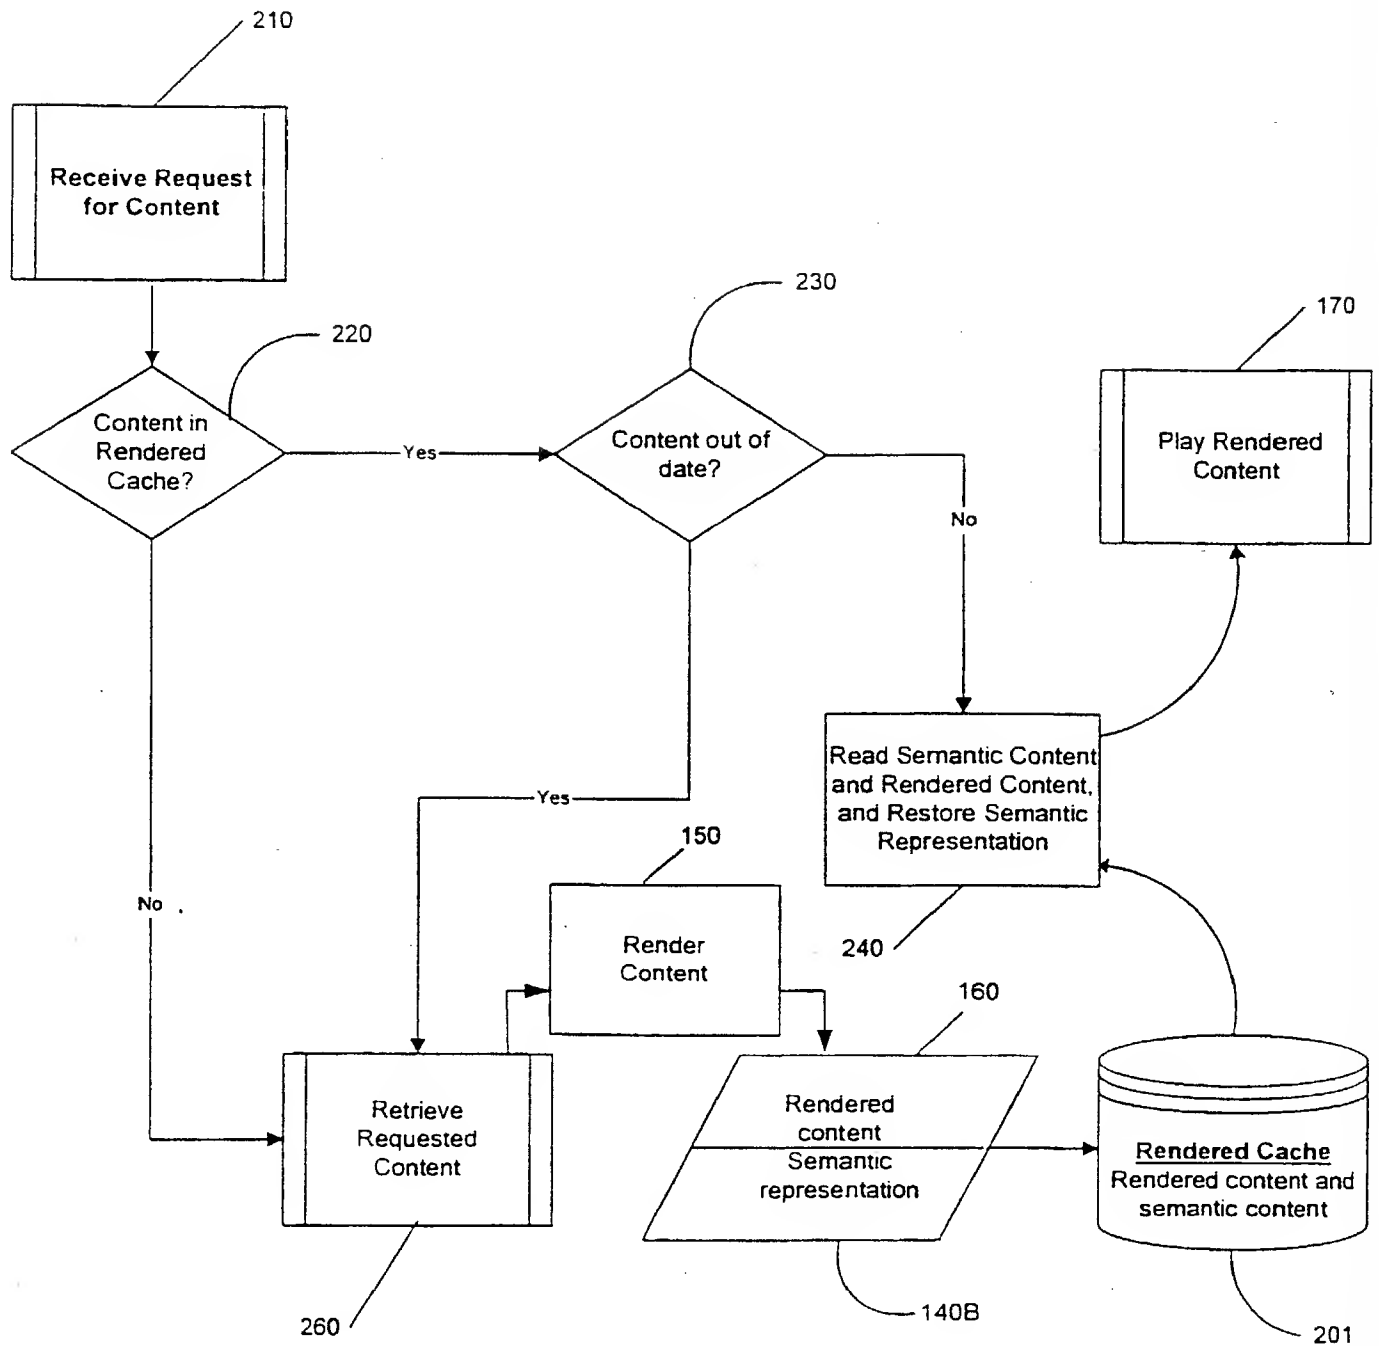 210
Receive Request
for Content
220
230
170
Content in
Rendered
Cache?
Yes
Content out of
date?
No
Play Rendered
Content
Read Semantic Content
and Rendered Content,
and Restore Semantic
Representation
Yes
150
No
Render
Content
240
160
Retrieve
Requested
Content
Rendered
content
Semantic
representation
Rendered Cache
Rendered content and
semantic content
260
140B
201